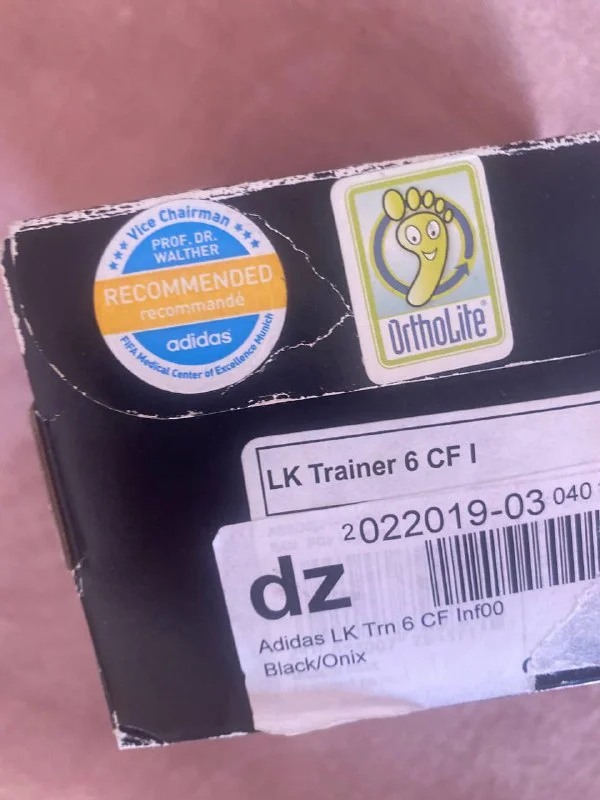 ★★★ Vice Chairman ★★★
PROF. DR.
WALTHER
RECOMMENDED
recommandé
adidas
FIFA Medical Center of Excellence Munich
OrthoLite®
LK Trainer 6 CF I
2022019-03 040
dz
Adidas LK Trn 6 CF Inf00
Black/Onix